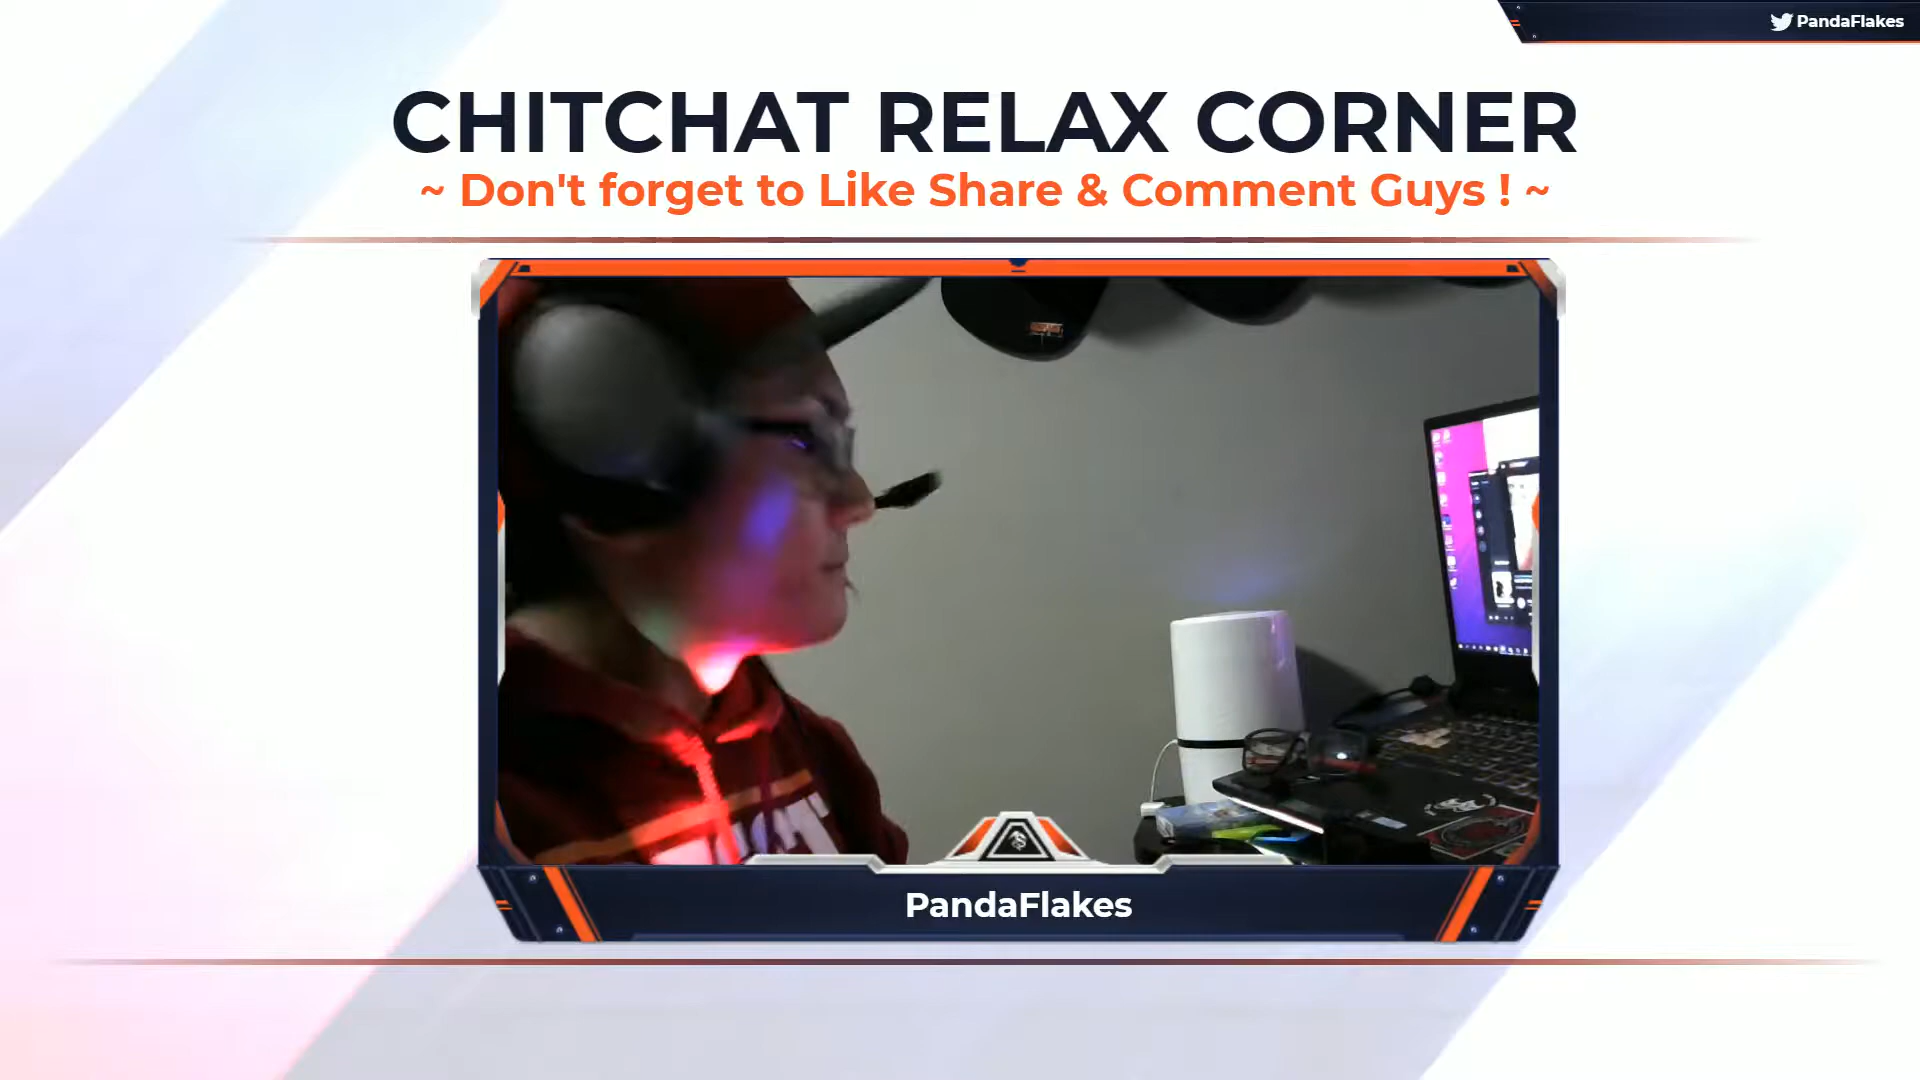 PandaFlakes
CHITCHAT RELAX CORNER
~ Don't forget to Like Share & Comment Guys ! ~
PandaFlakes